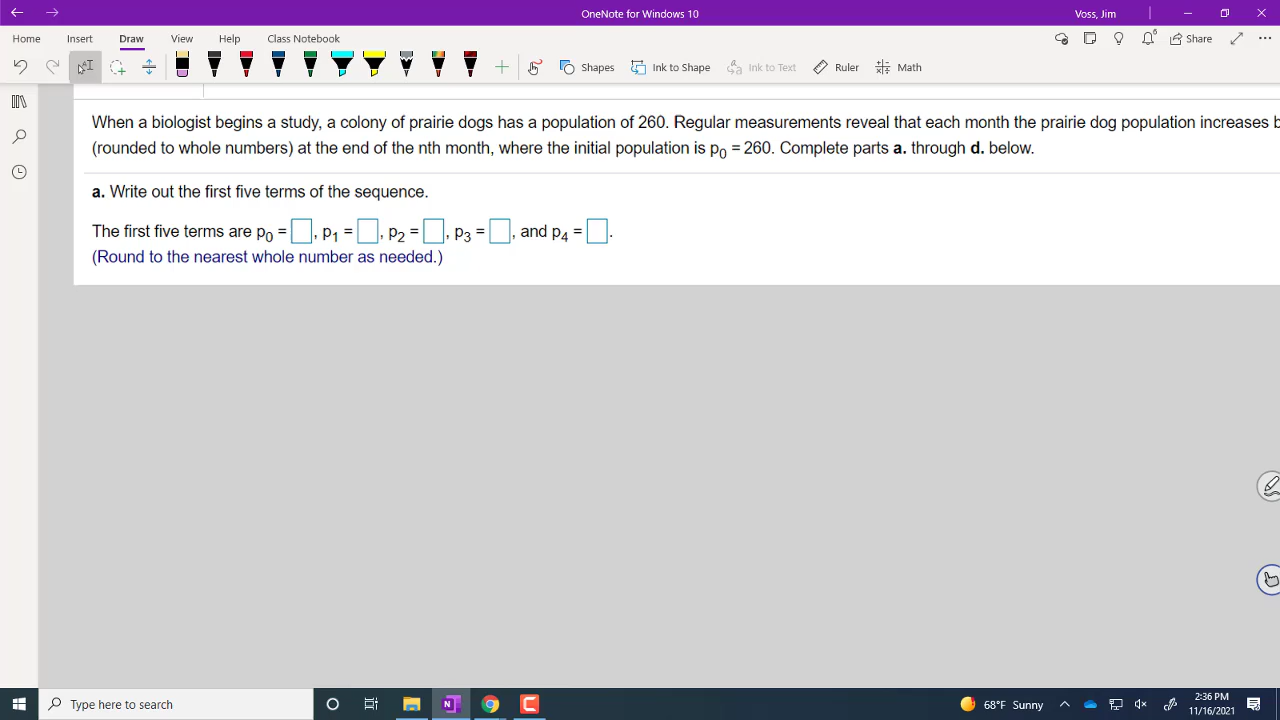 OneNote for Windows 10
Voss, Jim
Home Insert Draw View Help Class Notebook
Share
Shapes Ink to Shape Ink to Text Ruler Math
When a biologist begins a study, a colony of prairie dogs has a population of 260. Regular measurements reveal that each month the prairie dog population increases b
(rounded to whole numbers) at the end of the nth month, where the initial population is p0 = 260. Complete parts a. through d. below.
a. Write out the first five terms of the sequence.
The first five terms are p0 = , p1 = , p2 = , p3 = , and p4 = .
(Round to the nearest whole number as needed.)
Type here to search
68°F Sunny
2:36 PM
11/16/2021